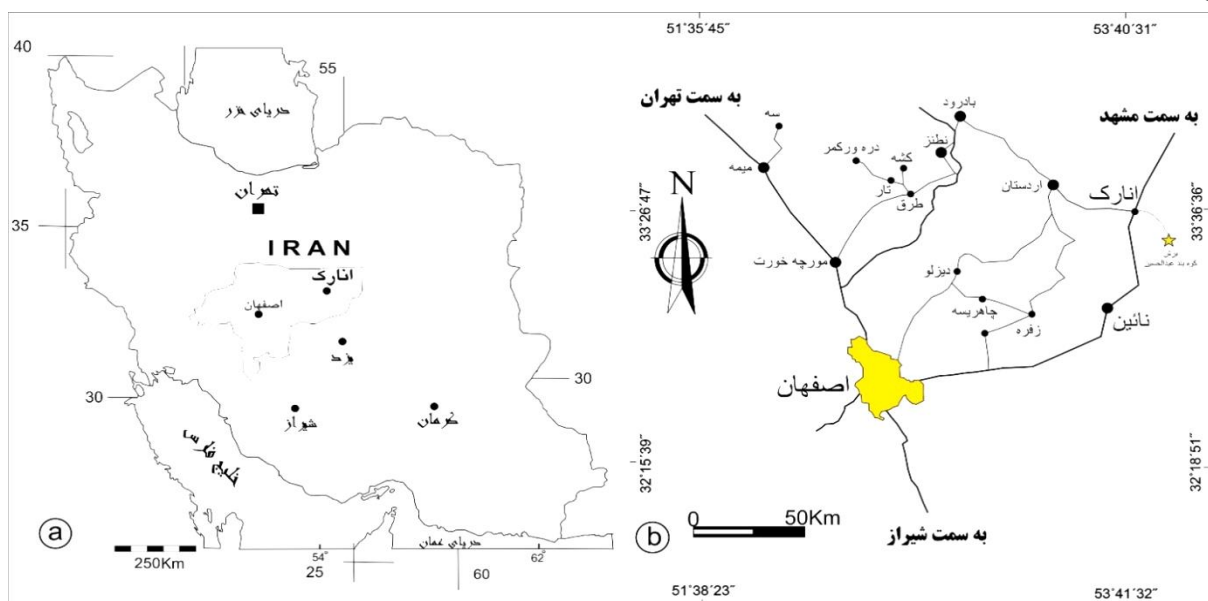 40
55
دریای خزر
تهران
35
IRAN
انارک
اصفهان
یزد
30
30
شیراز
کرمان
خلیج فارس
دریای عمان
a
250Km
54°
62°
25
60
51°35´45˝
53°40´31˝
به سمت تهران
به سمت مشهد
سه
بادرود
نطنز
دره ورکمر
کشه
میمه
تار
طرق
اردستان
انارک
N
33°26´47˝
33°36´36˝
برش
کوه بند عبدالحسین
مورچه خورت
دیزلو
چاهریسه
زفره
نائین
اصفهان
32°15´39˝
32°18´51˝
0 50Km
b
به سمت شیراز
51°38´23˝
53°41´32˝